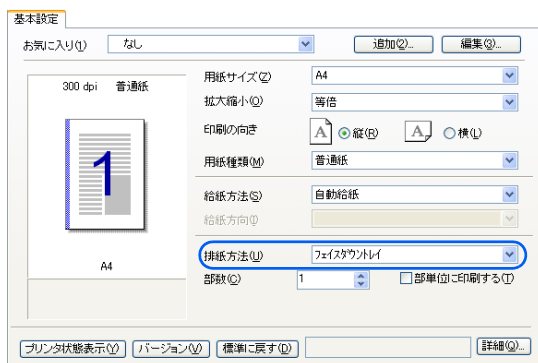 基本設定
お気に入り(1) なし 追加(2)... 編集(3)...
300 dpi 普通紙
1
A4
用紙サイズ(Z) A4
拡大縮小(O) 等倍
印刷の向き A 縦(R) A 横(L)
用紙種類(M) 普通紙
給紙方法(S) 自動給紙
給紙方向(I)
排紙方法(U) フェイスダウントレイ
部数(C) 1 部単位に印刷する(T)
プリンタ状態表示(Y) バージョン(V) 標準に戻す(D) 詳細(Q)...